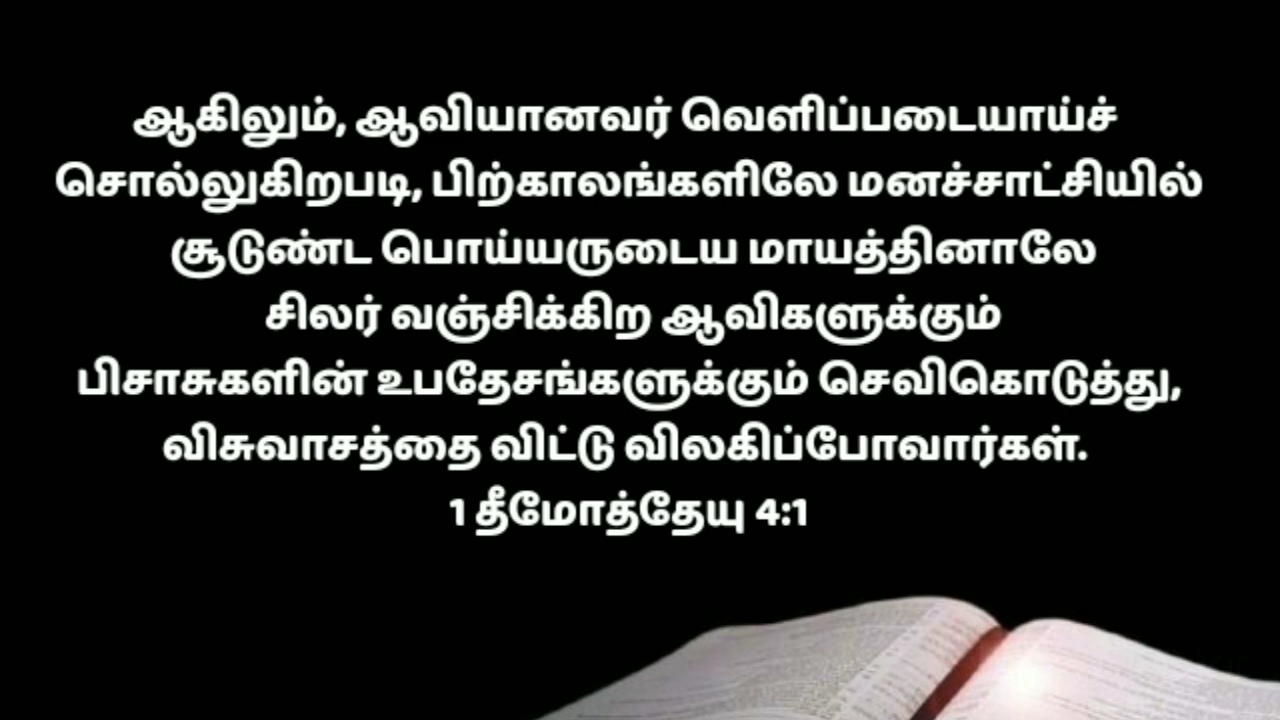 ஆகிலும், ஆவியானவர் வெளிப்படையாய்ச்
சொல்லுகிறபடி, பிற்காலங்களிலே மனச்சாட்சியில்
சூடுண்ட பொய்யருடைய மாயத்தினாலே
சிலர் வஞ்சிக்கிற ஆவிகளுக்கும்
பிசாசுகளின் உபதேசங்களுக்கும் செவிகொடுத்து,
விசுவாசத்தை விட்டு விலகிப்போவார்கள்.
1 தீமோத்தேயு 4:1